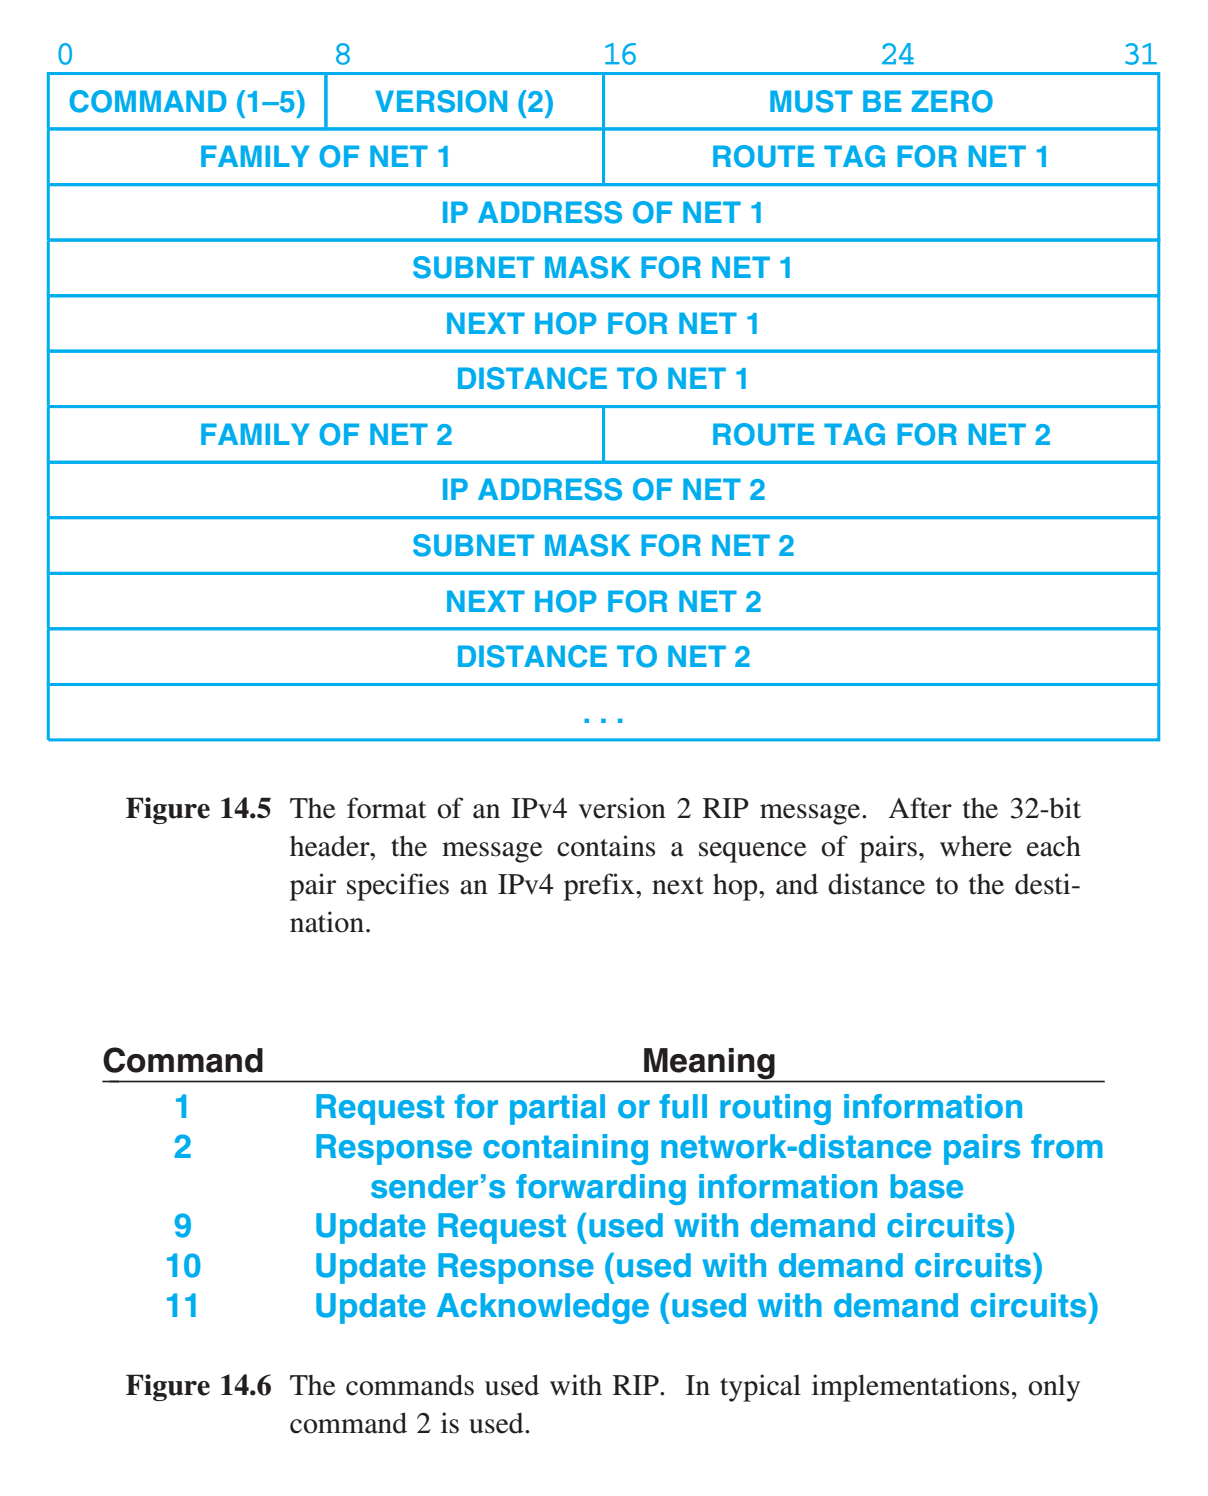 0 8 16 24 31
COMMAND (1–5) VERSION (2) MUST BE ZERO
FAMILY OF NET 1 ROUTE TAG FOR NET 1
IP ADDRESS OF NET 1
SUBNET MASK FOR NET 1
NEXT HOP FOR NET 1
DISTANCE TO NET 1
FAMILY OF NET 2 ROUTE TAG FOR NET 2
IP ADDRESS OF NET 2
SUBNET MASK FOR NET 2
NEXT HOP FOR NET 2
DISTANCE TO NET 2
. . .
Figure 14.5 The format of an IPv4 version 2 RIP message. After the 32-bit
header, the message contains a sequence of pairs, where each
pair specifies an IPv4 prefix, next hop, and distance to the desti-
nation.
Command Meaning
1 Request for partial or full routing information
2 Response containing network-distance pairs from
sender’s forwarding information base
9 Update Request (used with demand circuits)
10 Update Response (used with demand circuits)
11 Update Acknowledge (used with demand circuits)
Figure 14.6 The commands used with RIP. In typical implementations, only
command 2 is used.